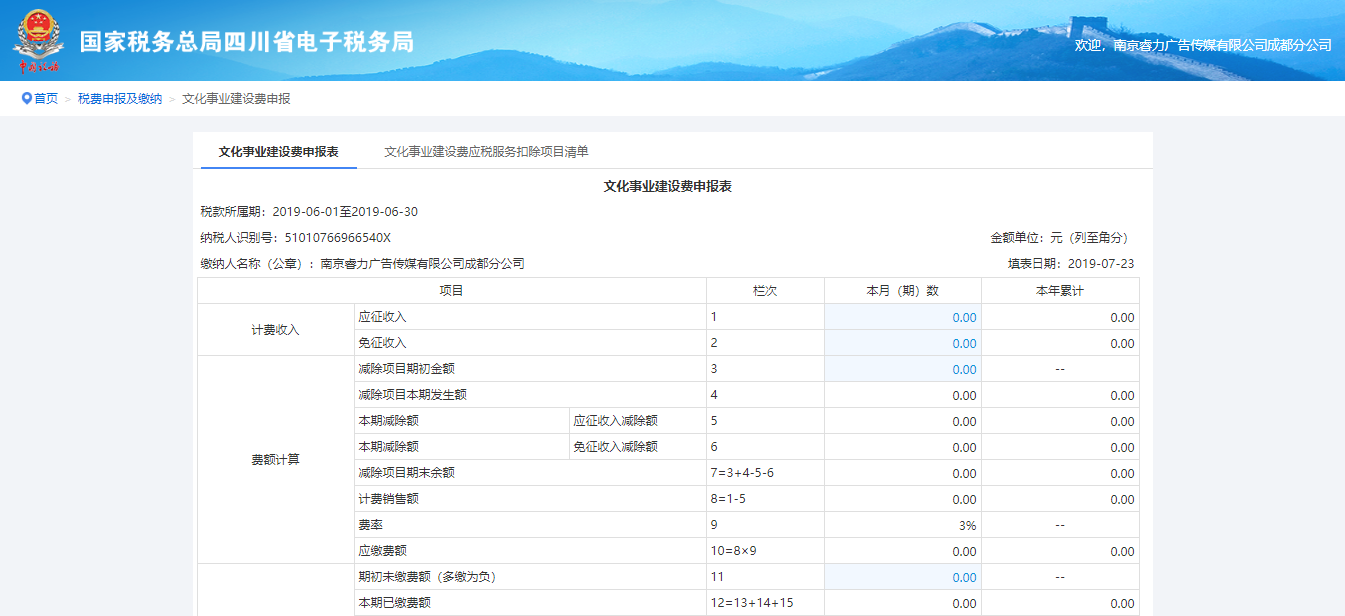 国家税务总局四川省电子税务局
欢迎，南京睿力广告传媒有限公司成都分公司
首页 > 税费申报及缴纳 > 文化事业建设费申报
文化事业建设费申报表 文化事业建设费应税服务扣除项目清单
文化事业建设费申报表
税款所属期：2019-06-01至2019-06-30
纳税人识别号：51010766966540X 金额单位：元（列至角分）
缴纳人名称（公章）：南京睿力广告传媒有限公司成都分公司 填表日期：2019-07-23
项目 栏次 本月（期）数 本年累计
计费收入 应征收入 1 0.00 0.00
免征收入 2 0.00 0.00
费额计算 减除项目期初金额 3 0.00 --
减除项目本期发生额 4 0.00 0.00
本期减除额 应征收入减除额 5 0.00 0.00
本期减除额 免征收入减除额 6 0.00 0.00
减除项目期末余额 7=3+4-5-6 0.00 0.00
计费销售额 8=1-5 0.00 0.00
费率 9 3% --
应缴费额 10=8×9 0.00 0.00
期初未缴费额（多缴为负） 11 0.00 --
本期已缴费额 12=13+14+15 0.00 0.00